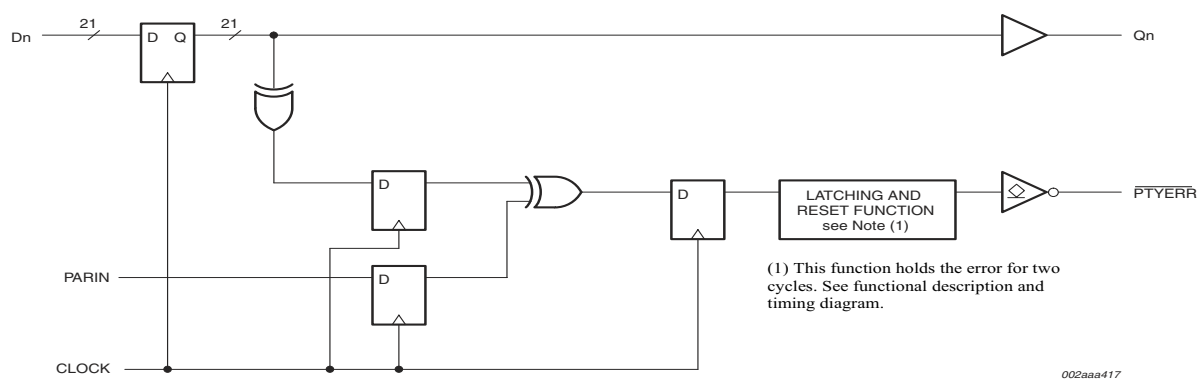 21
21
Dn
D Q
Qn
D
D
LATCHING AND
RESET FUNCTION
see Note (1)
PTYERR
PARIN
D
(1) This function holds the error for two
cycles. See functional description and
timing diagram.
CLOCK
002aaa417